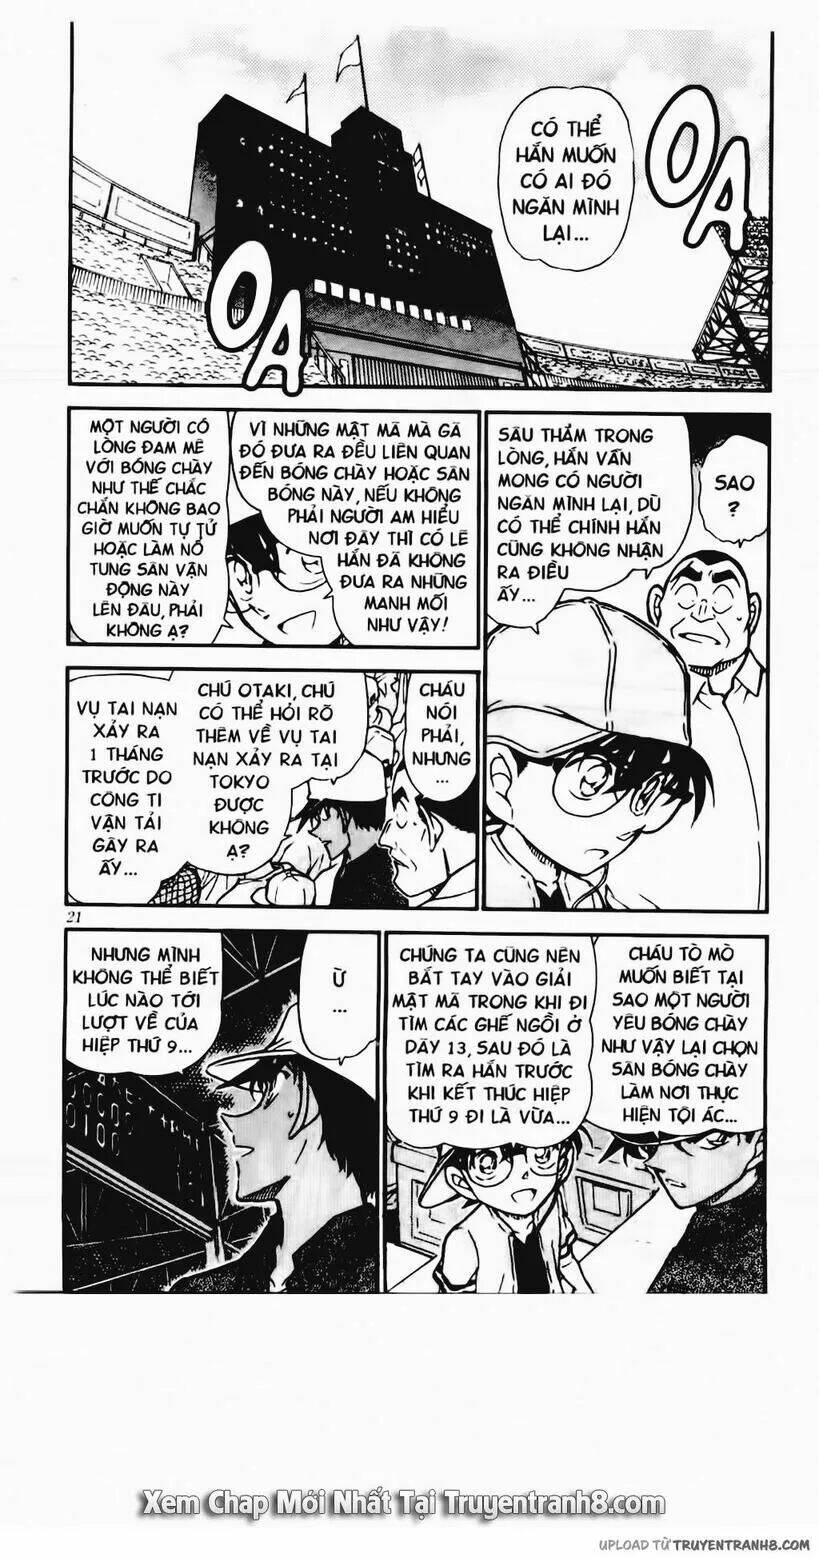 CÓ THỂ
HẮN MUỐN
CÓ AI ĐÓ
NGĂN MÌNH
LẠI...
OA
OA
SAO
?
SÂU THẲM TRONG
LÒNG, HẮN VẪN
MONG CÓ NGƯỜI
NGĂN MÌNH LẠI, DÙ
CÓ THỂ CHÍNH HẮN
CŨNG KHÔNG NHẬN
RA ĐIỀU
ẤY...
VÌ NHỮNG MẬT MÃ MÀ GÃ
ĐÓ ĐƯA RA ĐỀU LIÊN QUAN
ĐẾN BÓNG CHÀY HOẶC SÂN
BÓNG NÀY, NẾU KHÔNG
PHẢI NGƯỜI AM HIỂU
NƠI ĐÂY THÌ CÓ LẼ
HẮN ĐÃ KHÔNG
ĐƯA RA NHỮNG
MANH MỐI
NHƯ VẬY!
MỘT NGƯỜI CÓ
LÒNG ĐAM MÊ
VỚI BÓNG CHÀY
NHƯ THẾ CHẮC
CHẮN KHÔNG BAO
GIỜ MUỐN TỰ TỬ
HOẶC LÀM NỔ
TUNG SÂN VẬN
ĐỘNG NÀY
LÊN ĐÂU, PHẢI
KHÔNG Ạ?
CHÁU
NÓI
PHẢI,
NHƯNG
...
CHÚ OTAKI, CHÚ
CÓ THỂ HỎI RÕ
THÊM VỀ VỤ TAI
NẠN XẢY RA TẠI
TOKYO
ĐƯỢC
KHÔNG
Ạ?
VỤ TAI NẠN
XẢY RA
1 THÁNG
TRƯỚC DO
CÔNG TI
VẬN TẢI
GÂY RA
ẤY...
21
CHÁU TÒ MÒ
MUỐN BIẾT TẠI
SAO MỘT NGƯỜI
YÊU BÓNG CHÀY
NHƯ VẬY LẠI CHỌN
SÂN BÓNG CHÀY
LÀM NƠI THỰC
HIỆN TỘI ÁC...
CHÚNG TA CŨNG NÊN
BẮT TAY VÀO GIẢI
MẬT MÃ TRONG KHI ĐI
TÌM CÁC GHẾ NGỒI Ở
DÃY 13, SAU ĐÓ LÀ
TÌM RA HẮN TRƯỚC
KHI KẾT THÚC HIỆP
THỨ 9 ĐI LÀ VỪA...
Ừ
...
NHƯNG MÌNH
KHÔNG THỂ BIẾT
LÚC NÀO TỚI
LƯỢT VỀ CỦA
HIỆP THỨ 9...
Xem Chap Mới Nhất Tại Truyentranh8.com
UPLOAD TỪ TRUYENTRANH8.COM